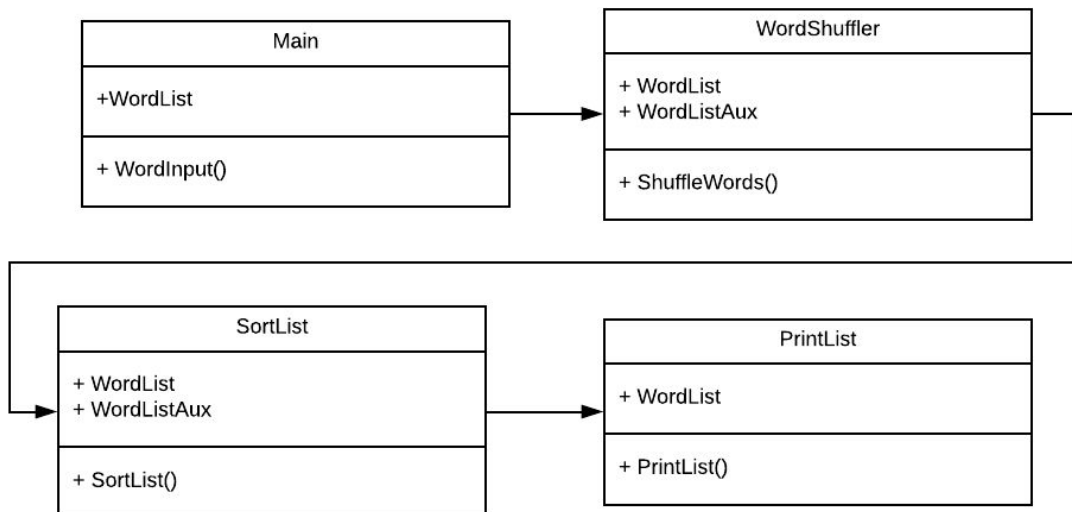 Main
+WordList
+ WordInput()
WordShuffler
+ WordList
+ WordListAux
+ ShuffleWords()
SortList
+ WordList
+ WordListAux
+ SortList()
PrintList
+ WordList
+ PrintList()